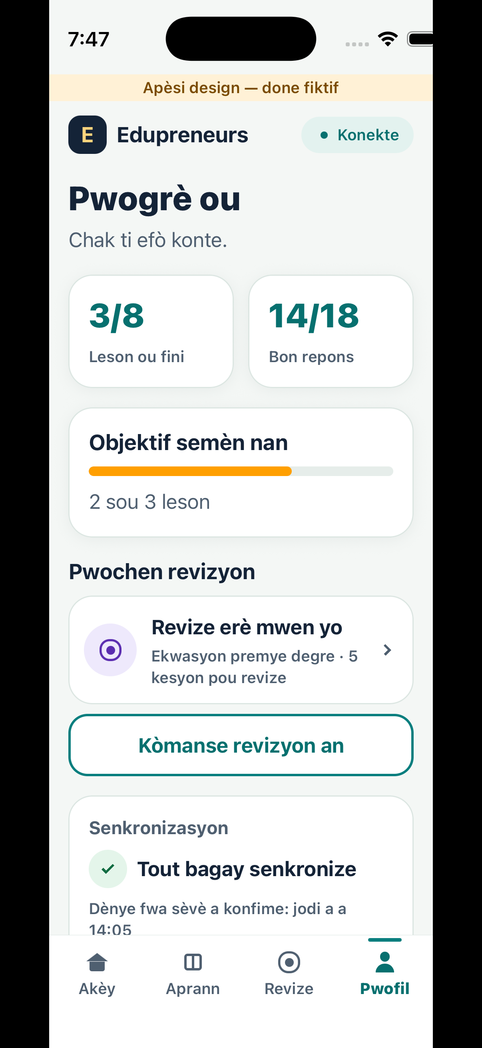 7:47
Apèsi design — done fiktif
E Edupreneurs
Konekte
Pwogrè ou
Chak ti efò konte.
3/8
Leson ou fini
14/18
Bon repons
Objektif semèn nan
2 sou 3 leson
Pwochen revizyon
Revize erè mwen yo
Ekwasyon premye degre · 5
kesyon pou revize
Kòmanse revizyon an
Senkronizasyon
Tout bagay senkronize
Dènye fwa sèvè a konfime: jodi a a
14:05
Akèy
Aprann
Revize
Pwofil